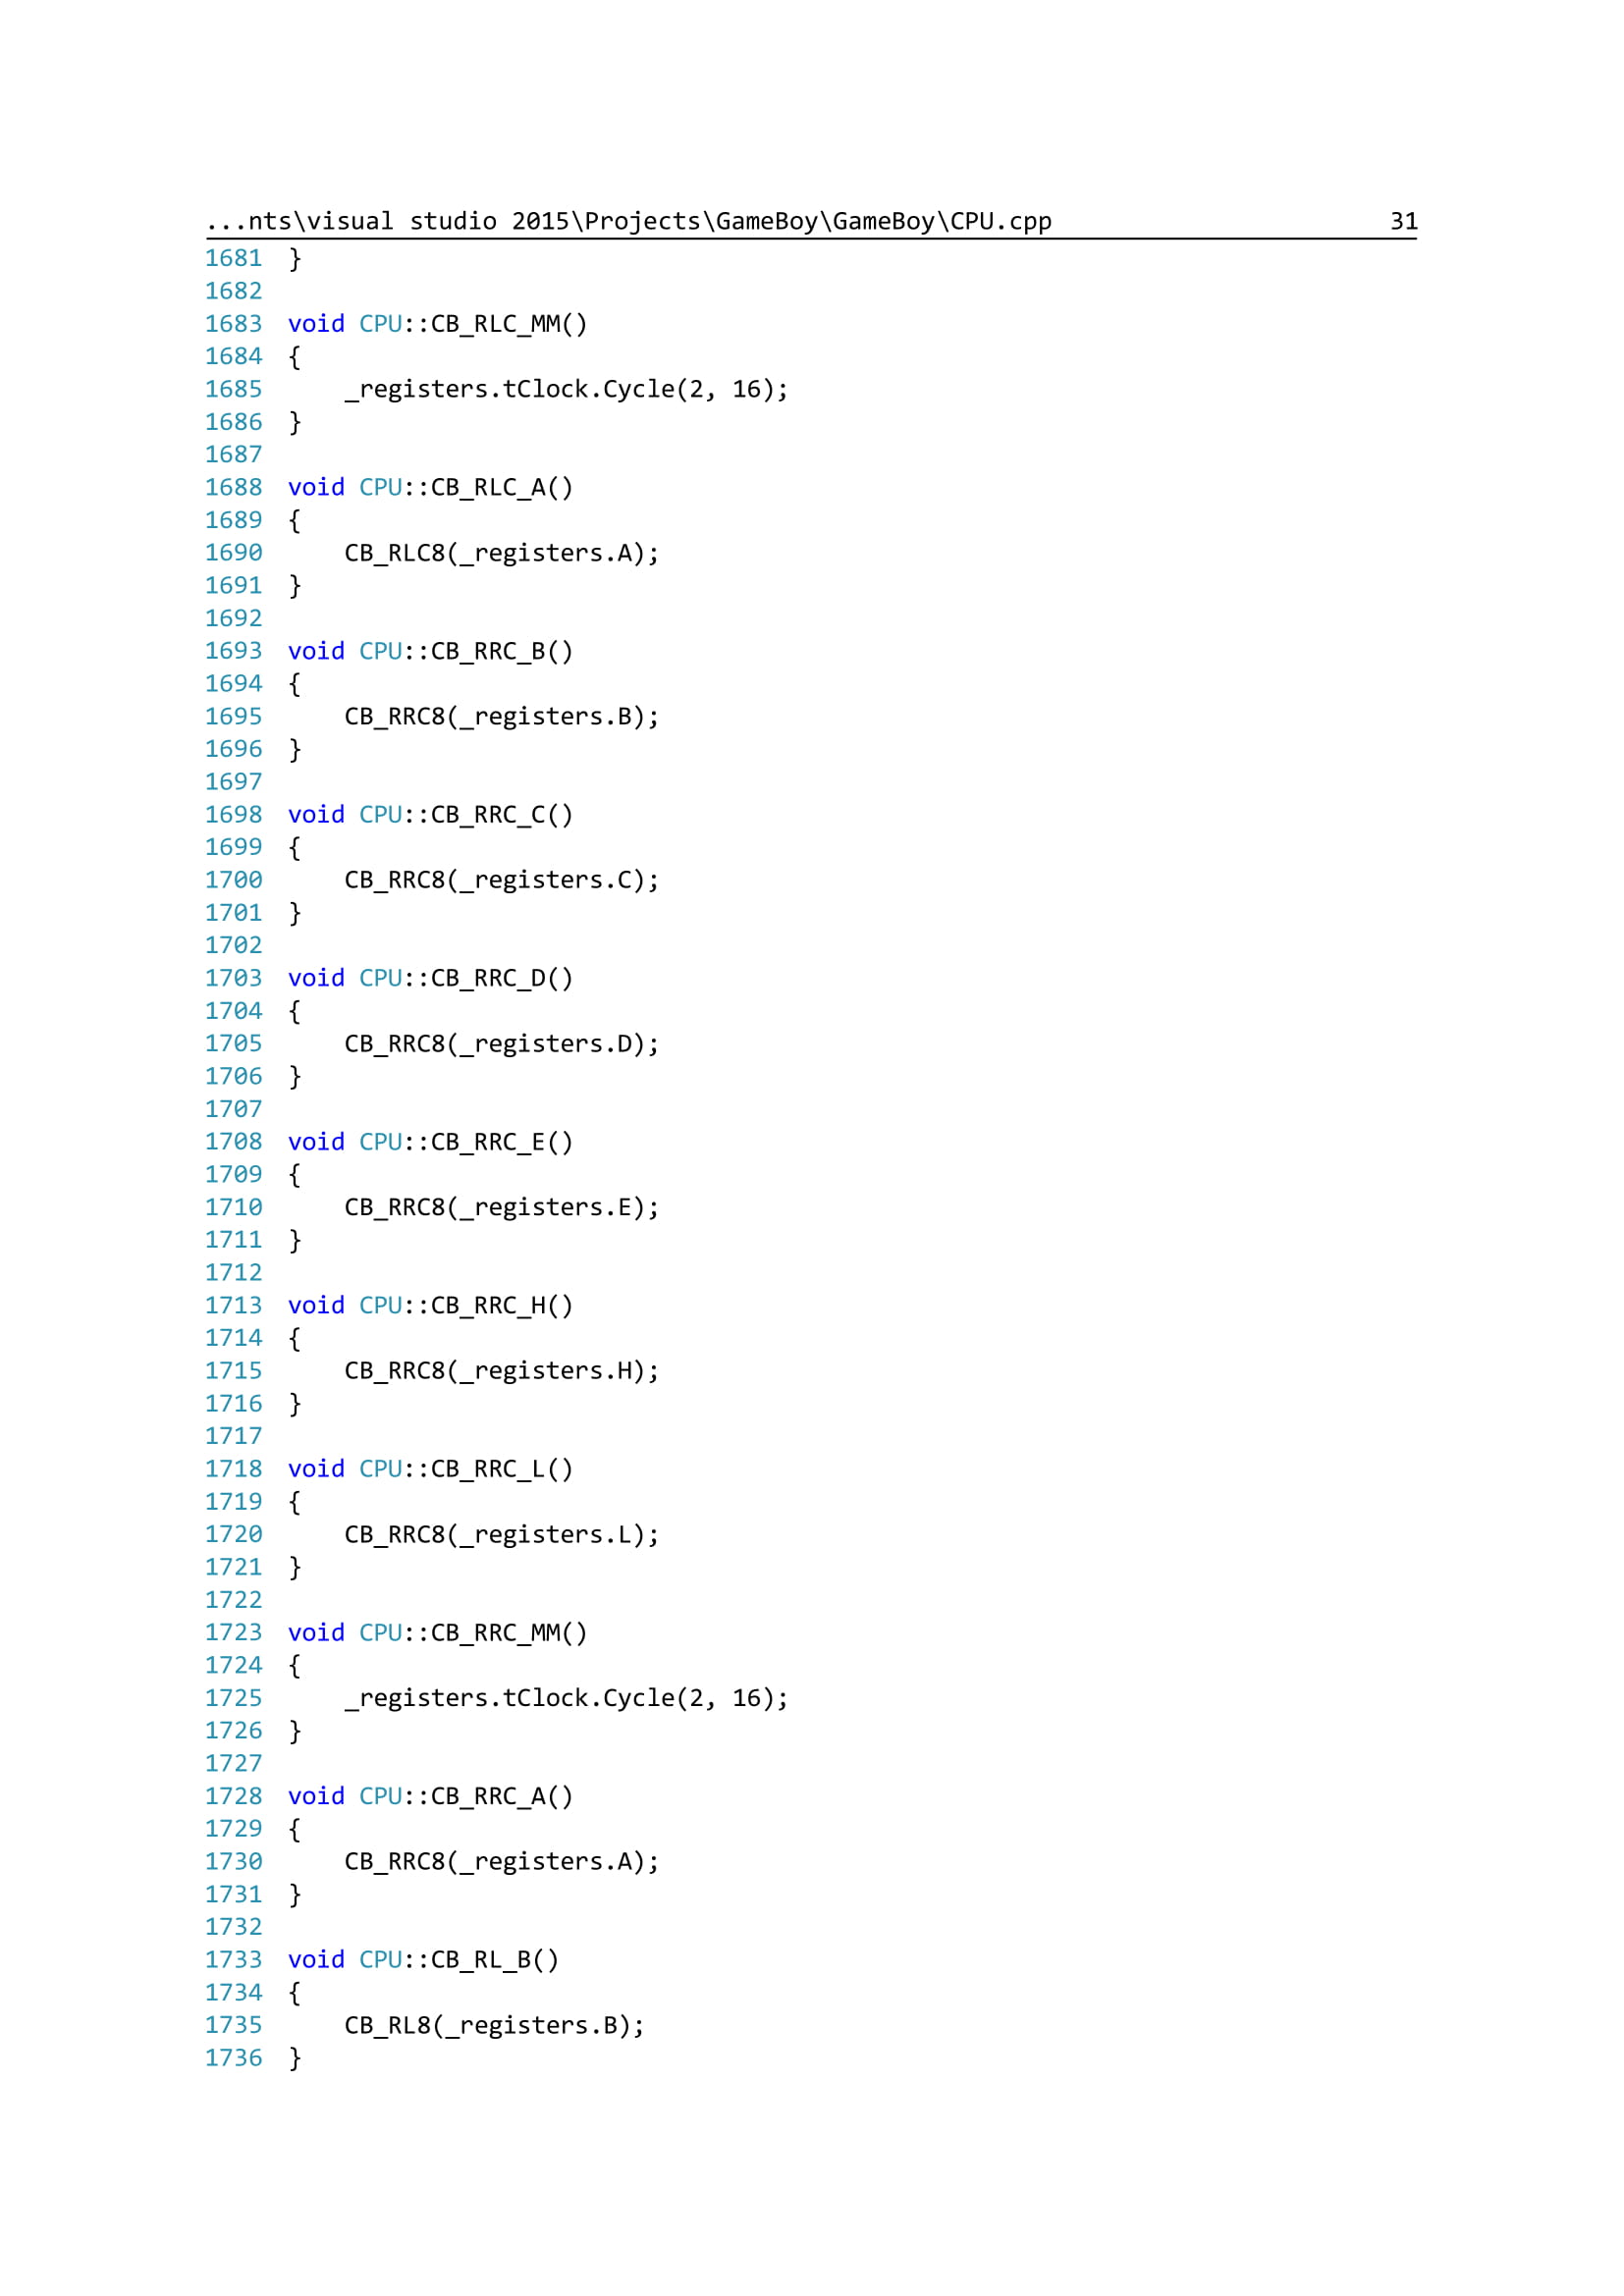 ...nts\visual studio 2015\Projects\GameBoy\GameBoy\CPU.cpp 31
1681 }
1682
1683 void CPU::CB_RLC_MM()
1684 {
1685     _registers.tClock.Cycle(2, 16);
1686 }
1687
1688 void CPU::CB_RLC_A()
1689 {
1690     CB_RLC8(_registers.A);
1691 }
1692
1693 void CPU::CB_RRC_B()
1694 {
1695     CB_RRC8(_registers.B);
1696 }
1697
1698 void CPU::CB_RRC_C()
1699 {
1700     CB_RRC8(_registers.C);
1701 }
1702
1703 void CPU::CB_RRC_D()
1704 {
1705     CB_RRC8(_registers.D);
1706 }
1707
1708 void CPU::CB_RRC_E()
1709 {
1710     CB_RRC8(_registers.E);
1711 }
1712
1713 void CPU::CB_RRC_H()
1714 {
1715     CB_RRC8(_registers.H);
1716 }
1717
1718 void CPU::CB_RRC_L()
1719 {
1720     CB_RRC8(_registers.L);
1721 }
1722
1723 void CPU::CB_RRC_MM()
1724 {
1725     _registers.tClock.Cycle(2, 16);
1726 }
1727
1728 void CPU::CB_RRC_A()
1729 {
1730     CB_RRC8(_registers.A);
1731 }
1732
1733 void CPU::CB_RL_B()
1734 {
1735     CB_RL8(_registers.B);
1736 }